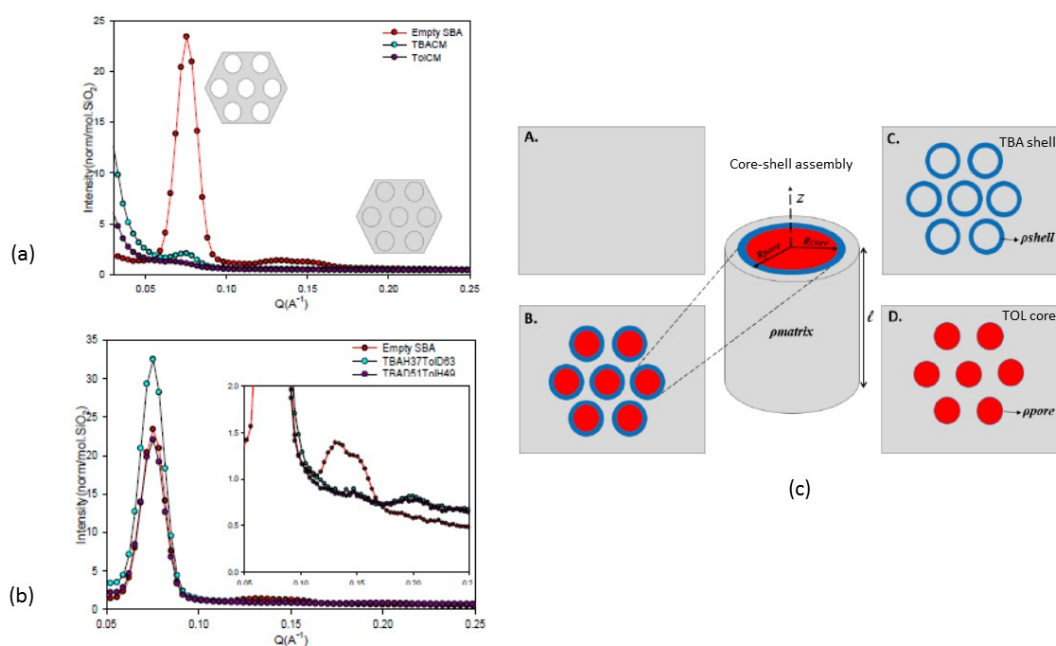 25
20
15
10
5
0
Intensity(norm/mol.SiO2)
Empty SBA
TBACM
TolCM
0.05
0.10
0.15
0.20
0.25
Q(A⁻¹)
(a)
35
30
25
20
15
10
5
0
Intensity(norm/mol.SiO2)
Empty SBA
TBAH37TolD63
TBAD51TolH49
2.0
1.5
1.0
0.5
0.0
0.05
0.10
0.15
0.20
0.05
0.10
0.15
0.20
0.25
Q(A⁻¹)
(b)
A.
B.
Core-shell assembly
z
Rpore
Rcore
ρmatrix
ℓ
C.
TBA shell
ρshell
D.
TOL core
ρpore
(c)